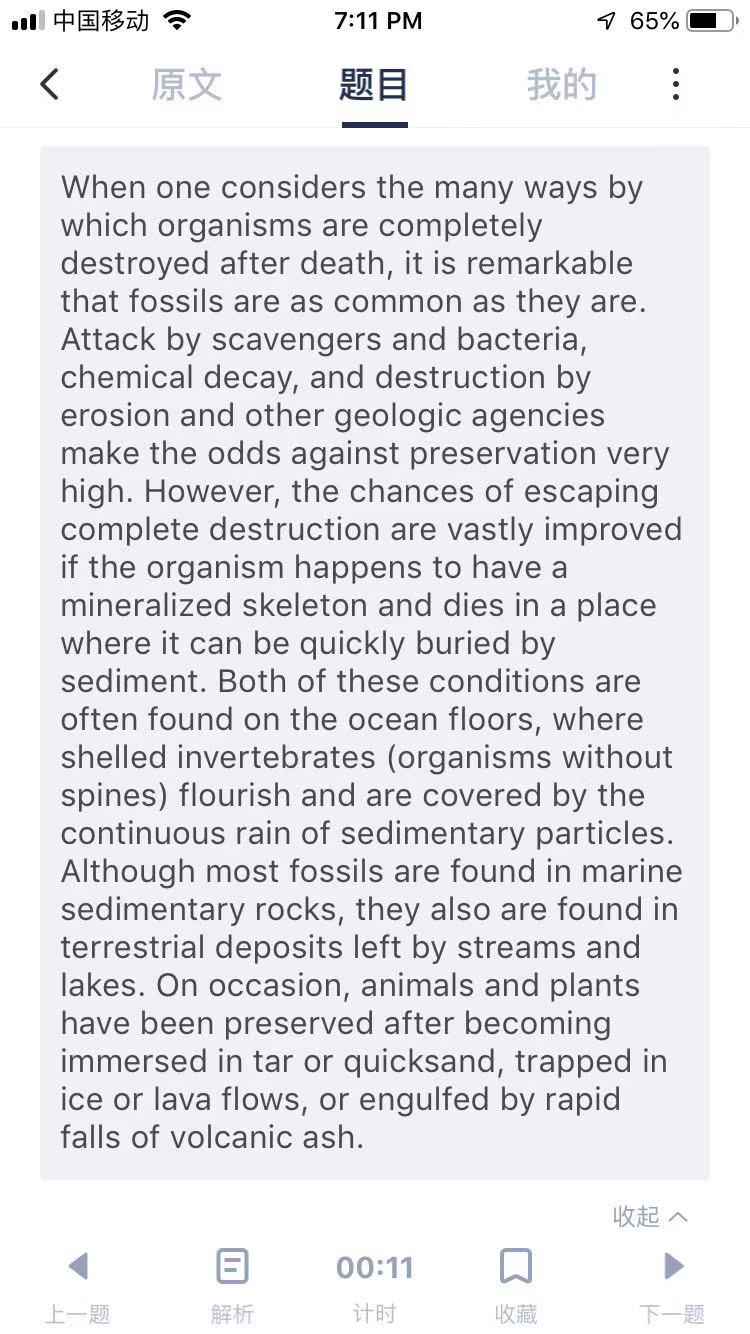 中国移动
7:11 PM
65%
原文
题目
我的
When one considers the many ways by
which organisms are completely
destroyed after death, it is remarkable
that fossils are as common as they are.
Attack by scavengers and bacteria,
chemical decay, and destruction by
erosion and other geologic agencies
make the odds against preservation very
high. However, the chances of escaping
complete destruction are vastly improved
if the organism happens to have a
mineralized skeleton and dies in a place
where it can be quickly buried by
sediment. Both of these conditions are
often found on the ocean floors, where
shelled invertebrates (organisms without
spines) flourish and are covered by the
continuous rain of sedimentary particles.
Although most fossils are found in marine
sedimentary rocks, they also are found in
terrestrial deposits left by streams and
lakes. On occasion, animals and plants
have been preserved after becoming
immersed in tar or quicksand, trapped in
ice or lava flows, or engulfed by rapid
falls of volcanic ash.
收起
00:11
上一题
解析
计时
收藏
下一题